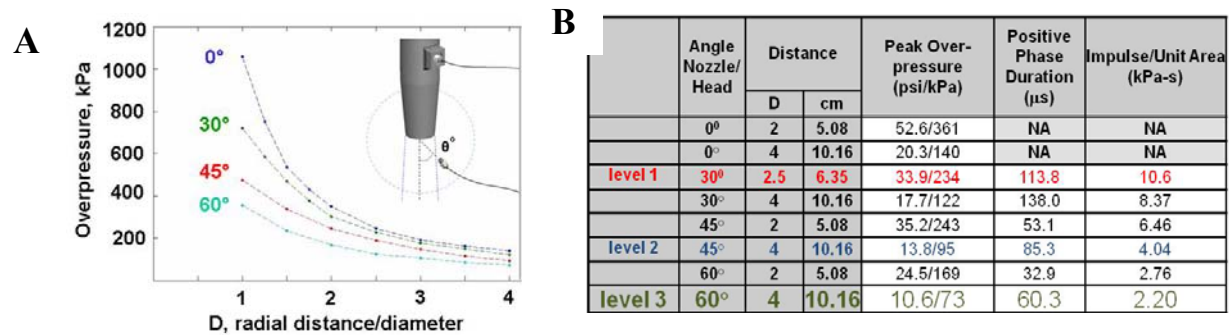 A
1200
1000
800
600
400
200
Overpressure, kPa
0°
30°
45°
60°
θ°
1 2 3 4
D, radial distance/diameter
B
Angle Nozzle/ Head Distance Peak Over-pressure (psi/kPa) Positive Phase Duration (µs) Impulse/Unit Area (kPa-s)
D cm
0⁰ 2 5.08 52.6/361 NA NA
0° 4 10.16 20.3/140 NA NA
level 1 30⁰ 2.5 6.35 33.9/234 113.8 10.6
30° 4 10.16 17.7/122 138.0 8.37
45° 2 5.08 35.2/243 53.1 6.46
level 2 45° 4 10.16 13.8/95 85.3 4.04
60° 2 5.08 24.5/169 32.9 2.76
level 3 60° 4 10.16 10.6/73 60.3 2.20